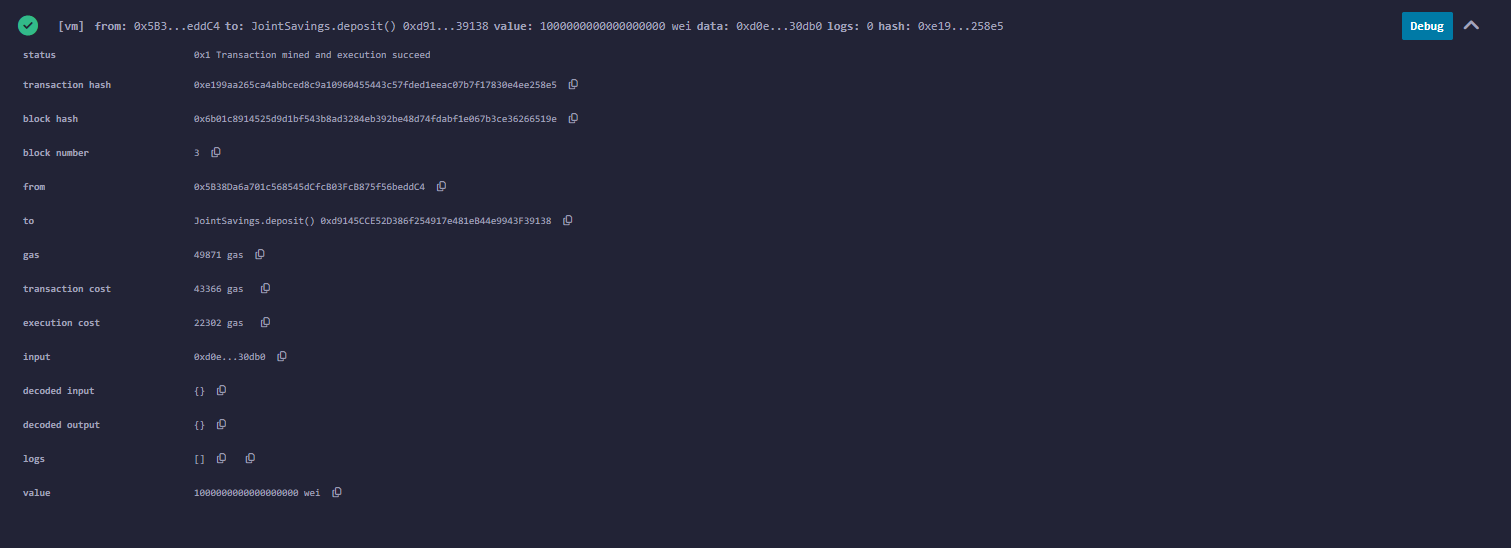 [vm] from: 0x5B3...eddC4 to: JointSavings.deposit() 0xd91...39138 value: 1000000000000000000 wei data: 0xd0e...30db0 logs: 0 hash: 0xe19...258e5 Debug
status 0x1 Transaction mined and execution succeed
transaction hash 0xe199aa265ca4abbced8c9a10960455443c57fded1eeac07b7f17830e4ee258e5
block hash 0x6b01c8914525d9d1bf543b8ad3284eb392be48d74fdabf1e067b3ce36266519e
block number 3
from 0x5B38Da6a701c568545dCfcB03FcB875f56beddC4
to JointSavings.deposit() 0xd9145CCE52D386f254917e481eB44e9943F39138
gas 49871 gas
transaction cost 43366 gas
execution cost 22302 gas
input 0xd0e...30db0
decoded input {}
decoded output {}
logs []
value 1000000000000000000 wei